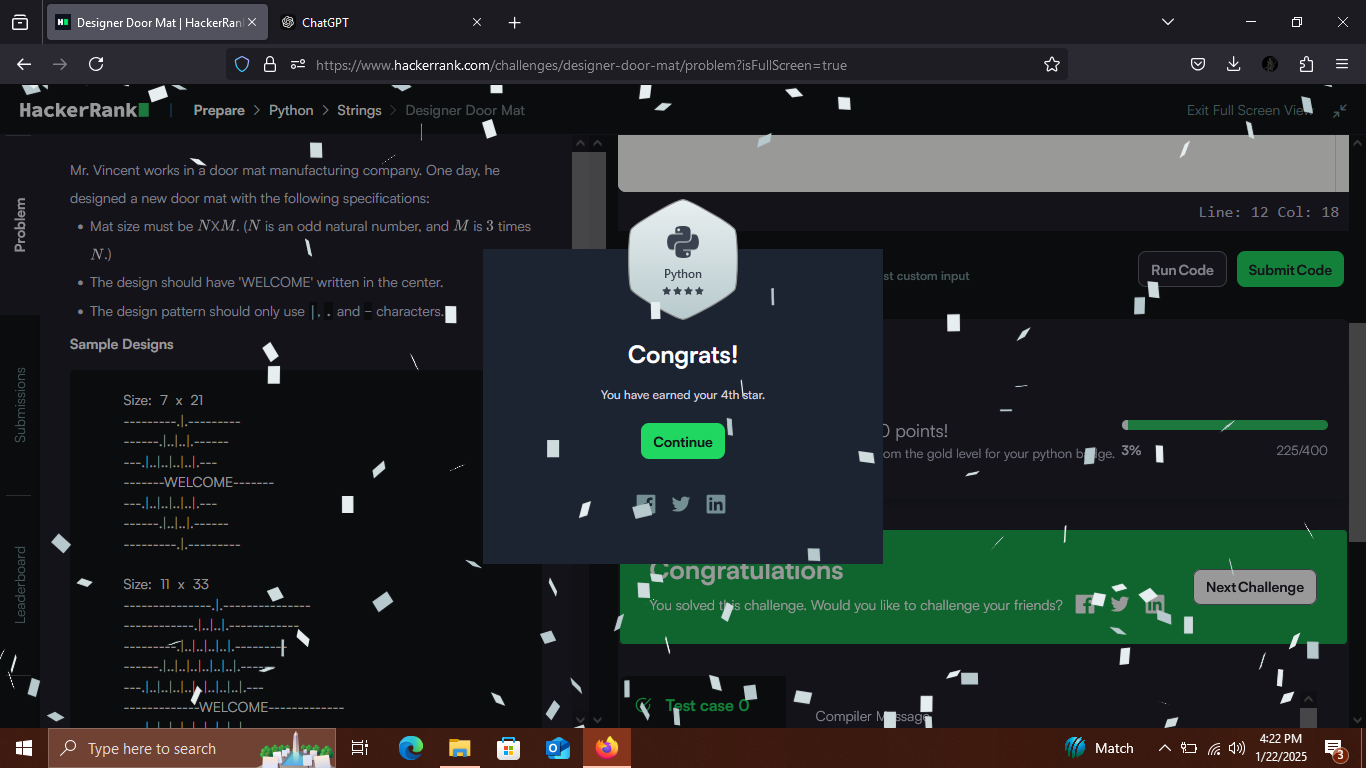 Designer Door Mat | HackerRan
ChatGPT
https://www.hackerrank.com/challenges/designer-door-mat/problem?isFullScreen=true
HackerRank
Prepare > Python > Strings > Designer Door Mat
Exit Full Screen View
Problem
Submissions
Leaderboard
Mr. Vincent works in a door mat manufacturing company. One day, he
designed a new door mat with the following specifications:
• Mat size must be NXM. (N is an odd natural number, and M is 3 times
N.)
• The design should have 'WELCOME' written in the center.
• The design pattern should only use |, . and - characters.
Sample Designs
Size: 7 x 21
---------.|.---------
------.|..|..|.------
---.|..|..|..|..|.---
-------WELCOME-------
---.|..|..|..|..|.---
------.|..|..|.------
---------.|.---------
Size: 11 x 33
---------------.|.---------------
------------.|..|..|.------------
---------.|..|..|..|..|.---------
------.|..|..|..|..|..|..|.------
---.|..|..|..|..|..|..|..|..|.---
-------------WELCOME-------------
Line: 12 Col: 18
st custom input
Run Code
Submit Code
Python
★★★★
Congrats!
You have earned your 4th star.
Continue
0 points!
om the gold level for your python badge.
3%
225/400
Congratulations
You solved this challenge. Would you like to challenge your friends?
Next Challenge
Test case 0
Compiler Message
Type here to search
Match
4:22 PM
1/22/2025
3